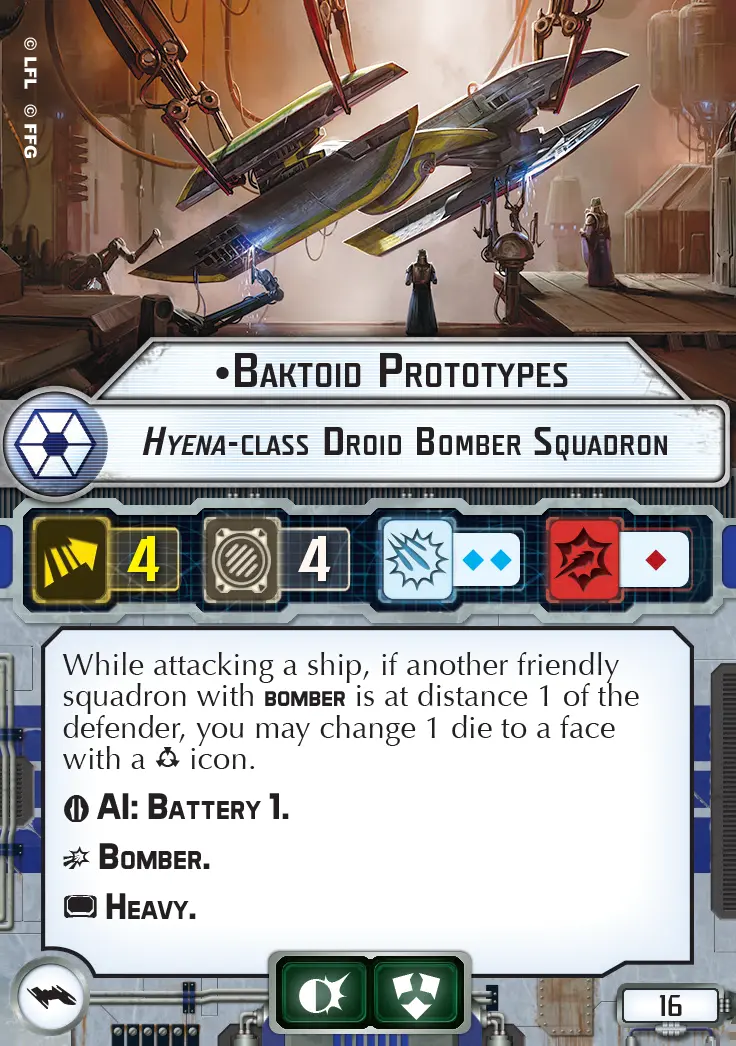 © LFL © FFG
•Baktoid Prototypes
Hyena-class Droid Bomber Squadron
4
4
While attacking a ship, if another friendly
squadron with BOMBER is at distance 1 of the
defender, you may change 1 die to a face
with a icon.
AI: Battery 1.
Bomber.
Heavy.
16